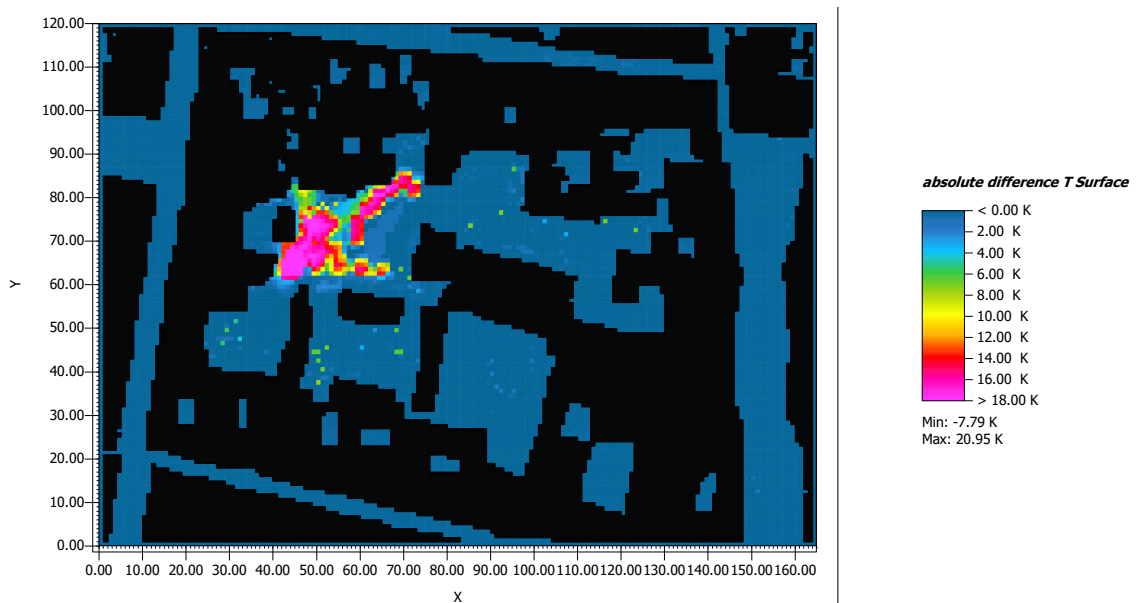 120.00
110.00
100.00
90.00
80.00
70.00
60.00
50.00
40.00
30.00
20.00
10.00
0.00
Y
0.00 10.00 20.00 30.00 40.00 50.00 60.00 70.00 80.00 90.00 100.00 110.00 120.00 130.00 140.00 150.00 160.00
X
absolute difference T Surface
< 0.00 K
2.00 K
4.00 K
6.00 K
8.00 K
10.00 K
12.00 K
14.00 K
16.00 K
> 18.00 K
Min: -7.79 K
Max: 20.95 K